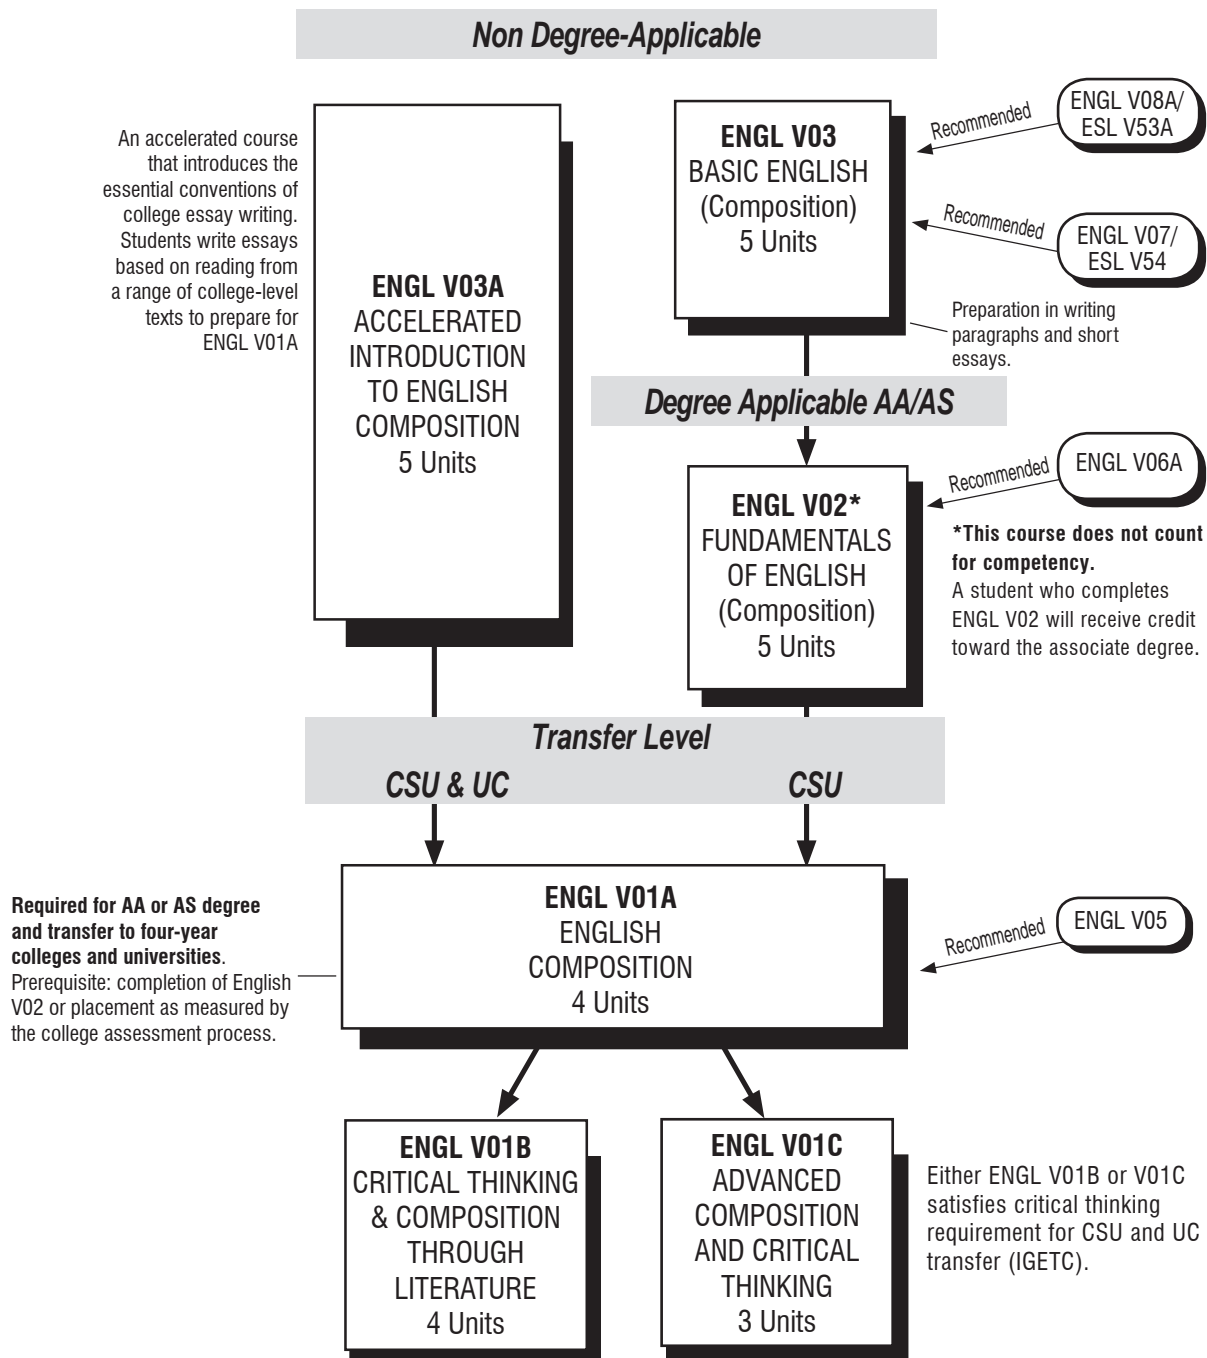 Non Degree-Applicable
An accelerated course
that introduces the
essential conventions of
college essay writing.
Students write essays
based on reading from
a range of college-level
texts to prepare for
ENGL V01A
ENGL V03A
ACCELERATED
INTRODUCTION
TO ENGLISH
COMPOSITION
5 Units
ENGL V03
BASIC ENGLISH
(Composition)
5 Units
Recommended
ENGL V08A/
ESL V53A
Recommended
ENGL V07/
ESL V54
Preparation in writing
paragraphs and short
essays.
Degree Applicable AA/AS
ENGL V02*
FUNDAMENTALS
OF ENGLISH
(Composition)
5 Units
Recommended
ENGL V06A
*This course does not count
for competency.
A student who completes
ENGL V02 will receive credit
toward the associate degree.
Transfer Level
CSU & UC
CSU
Required for AA or AS degree
and transfer to four-year
colleges and universities.
Prerequisite: completion of English
V02 or placement as measured by
the college assessment process.
ENGL V01A
ENGLISH
COMPOSITION
4 Units
Recommended
ENGL V05
ENGL V01B
CRITICAL THINKING
& COMPOSITION
THROUGH
LITERATURE
4 Units
ENGL V01C
ADVANCED
COMPOSITION
AND CRITICAL
THINKING
3 Units
Either ENGL V01B or V01C
satisfies critical thinking
requirement for CSU and UC
transfer (IGETC).